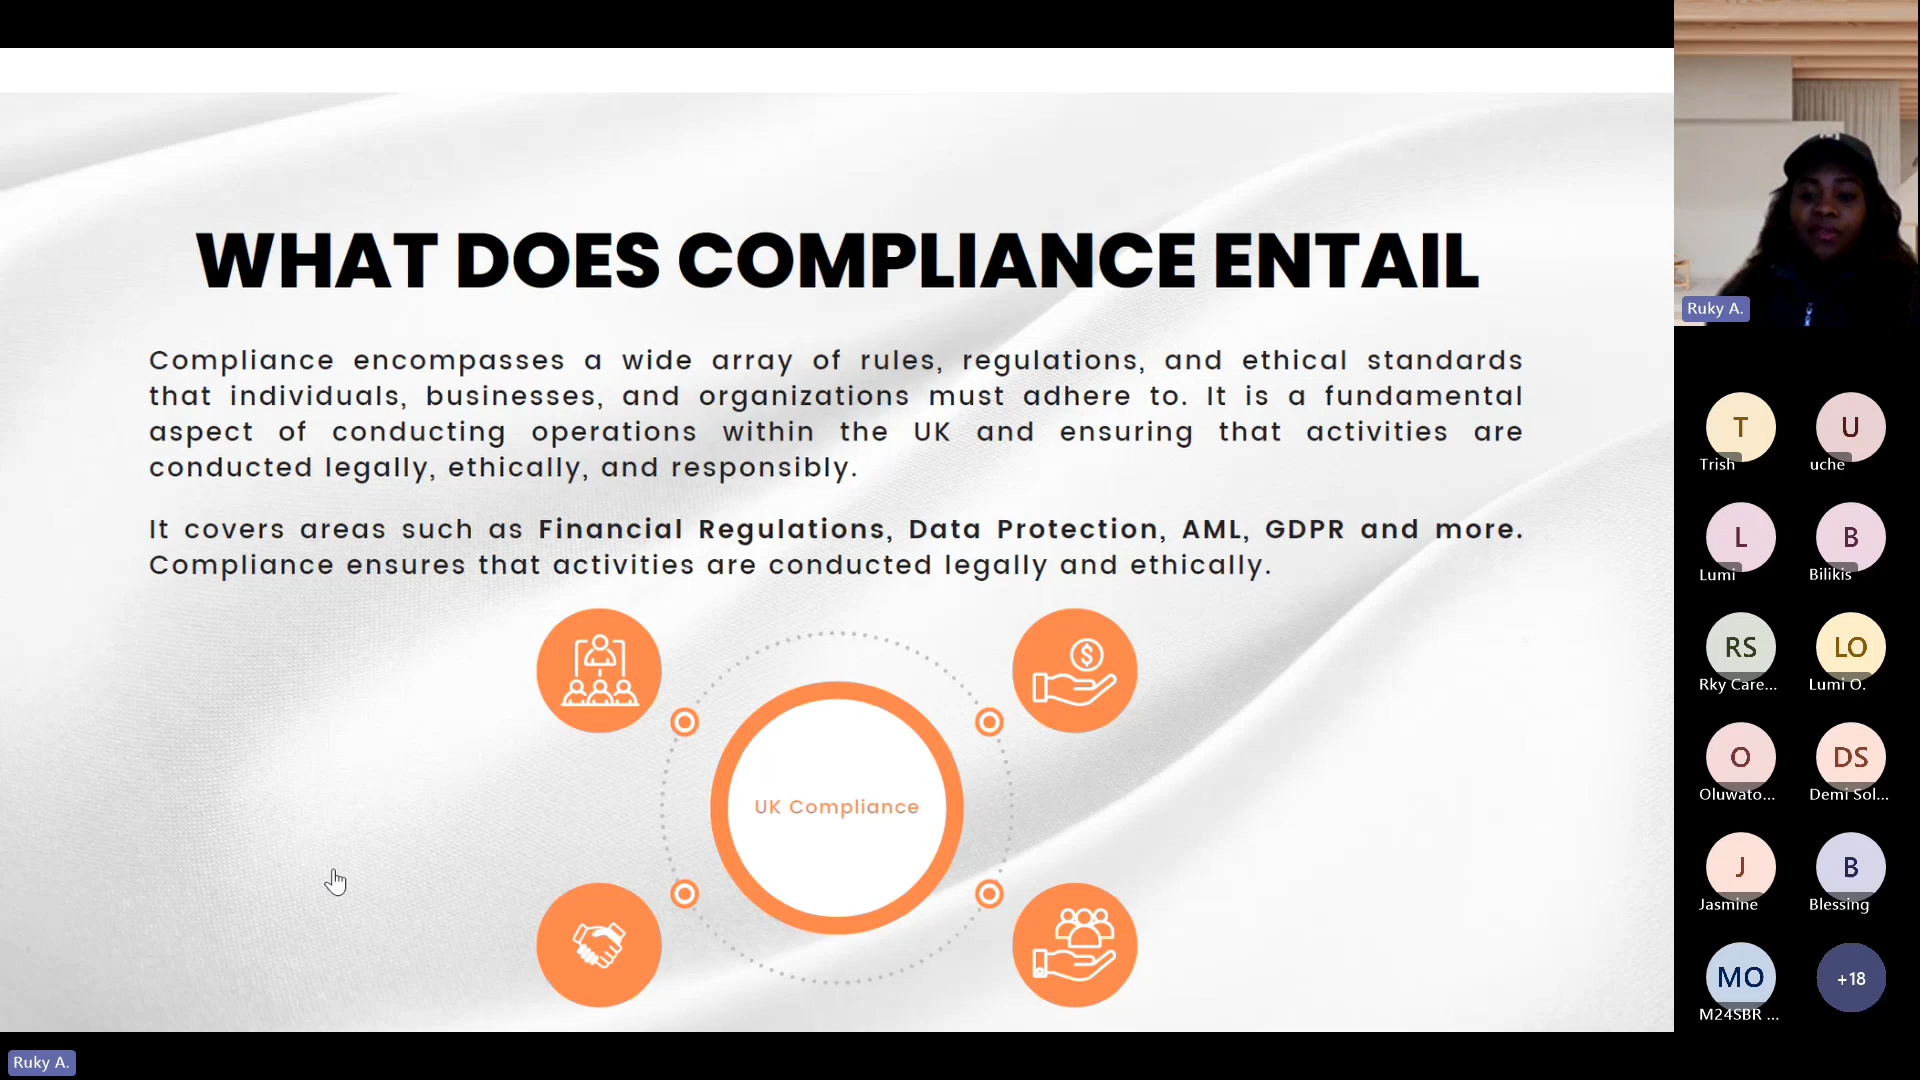 WHAT DOES COMPLIANCE ENTAIL
Compliance encompasses a wide array of rules, regulations, and ethical standards
that individuals, businesses, and organizations must adhere to. It is a fundamental
aspect of conducting operations within the UK and ensuring that activities are
conducted legally, ethically, and responsibly.
It covers areas such as Financial Regulations, Data Protection, AML, GDPR and more.
Compliance ensures that activities are conducted legally and ethically.
$
$UK Compliance
Ruky A.
T
Trish
U
uche
L
Lumi
B
Bilikis
RS
Rky Care...
LO
Lumi O.
O
Oluwato...
DS
Demi Sol...
J
Jasmine
B
Blessing
MO
M24SBR ...
+18
Ruky A.